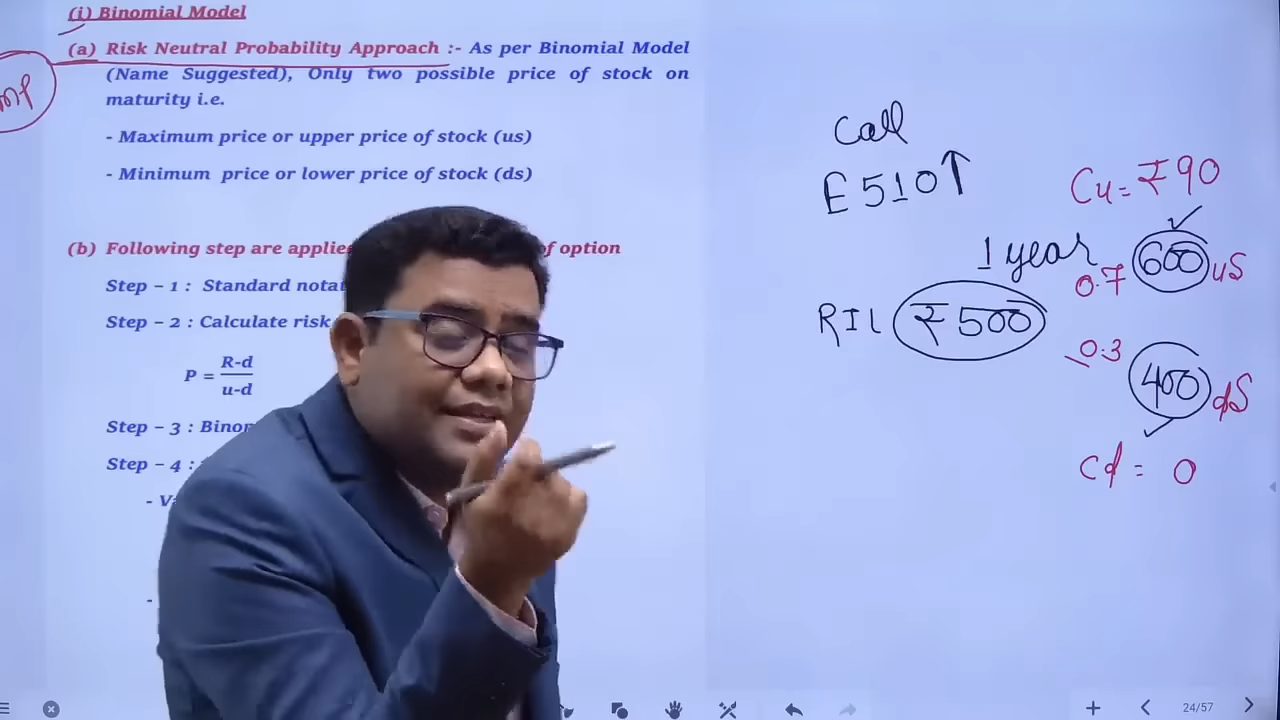 (i) Binomial Model
(a) Risk Neutral Probability Approach :- As per Binomial Model
(Name Suggested), Only two possible price of stock on
maturity i.e.
- Maximum price or upper price of stock (us)
- Minimum price or lower price of stock (ds)
(b) Following step are of option
Step – 1 : Standard
Step – 2 : Calculate risk
P = R-d
u-d
Step – 3 :
Step – 4 :
Call
E 510 ↑
Cu = ₹90
1 year
600 us
0.7
RIL ₹500
0.3
400 ds
Cd = 0
24/57